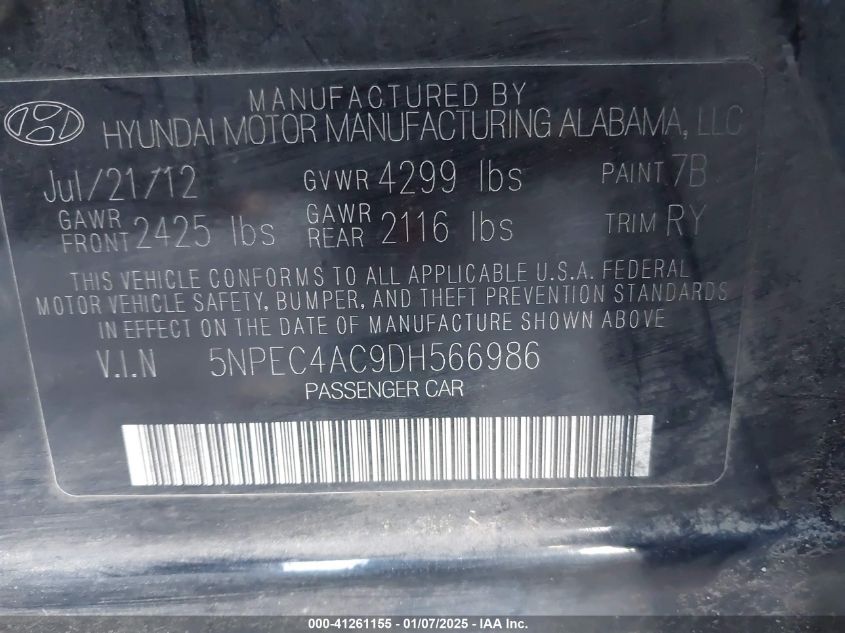 MANUFACTURED BY
HYUNDAI MOTOR MANUFACTURING ALABAMA, LLC
Jul/21/12 GVWR 4299 lbs PAINT 7B
GAWR FRONT 2425 lbs GAWR REAR 2116 lbs TRIM RY
THIS VEHICLE CONFORMS TO ALL APPLICABLE U.S.A. FEDERAL
MOTOR VEHICLE SAFETY, BUMPER, AND THEFT PREVENTION STANDARDS
IN EFFECT ON THE DATE OF MANUFACTURE SHOWN ABOVE
V.I.N 5NPEC4AC9DH566986
PASSENGER CAR
000-41261155 — 01/07/2025 — IAA Inc.